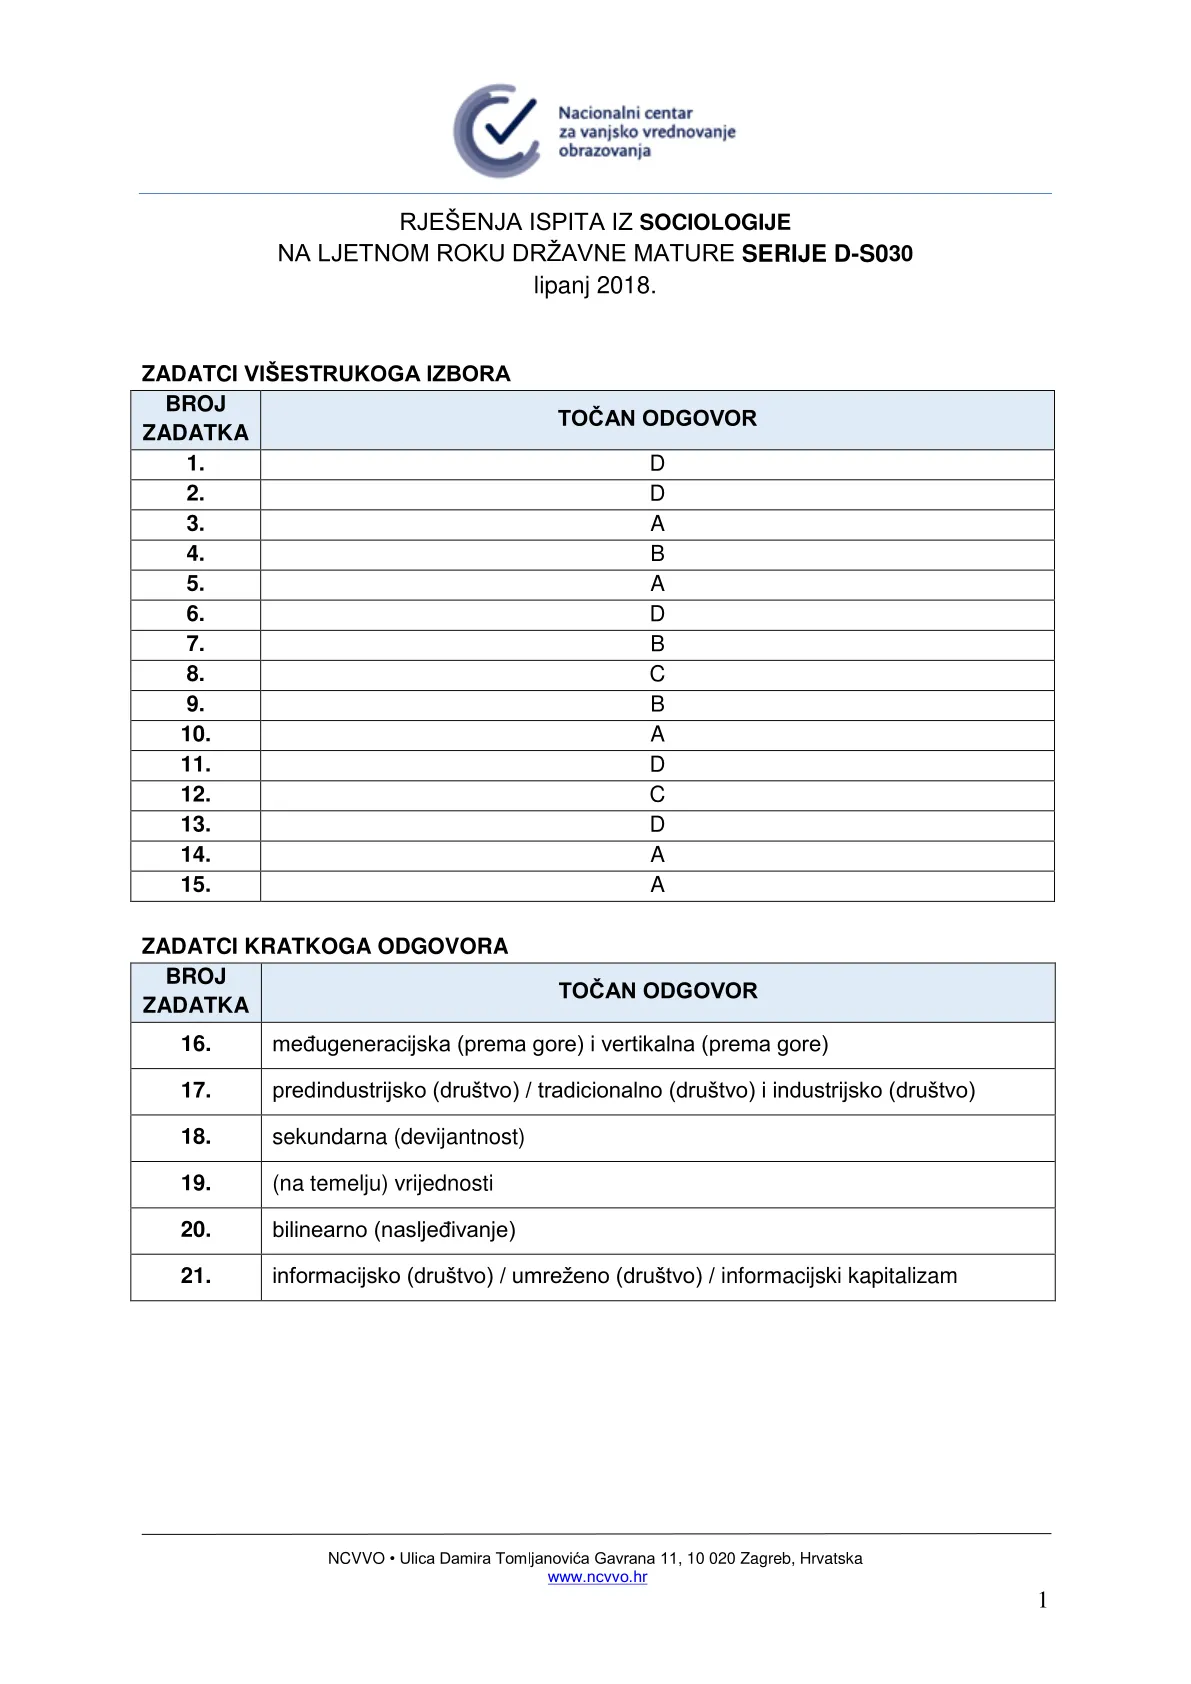 Nacionalni centar
za vanjsko vrednovanje
obrazovanja
RJEŠENJA ISPITA IZ SOCIOLOGIJE
NA LJETNOM ROKU DRŽAVNE MATURE SERIJE D-S030
lipanj 2018.
ZADATCI VIŠESTRUKOGA IZBORA
BROJ
ZADATKA
TOČAN ODGOVOR
1. D
2. D
3. A
4. B
5. A
6. D
7. B
8. C
9. B
10. A
11. D
12. C
13. D
14. A
15. A
ZADATCI KRATKOGA ODGOVORA
BROJ
ZADATKA
TOČAN ODGOVOR
16. međugeneracijska (prema gore) i vertikalna (prema gore)
17. predindustrijsko (društvo) / tradicionalno (društvo) i industrijsko (društvo)
18. sekundarna (devijantnost)
19. (na temelju) vrijednosti
20. bilinearno (nasljeđivanje)
21. informacijsko (društvo) / umreženo (društvo) / informacijski kapitalizam
NCVVO • Ulica Damira Tomljanovića Gavrana 11, 10 020 Zagreb, Hrvatska
www.ncvvo.hr
1